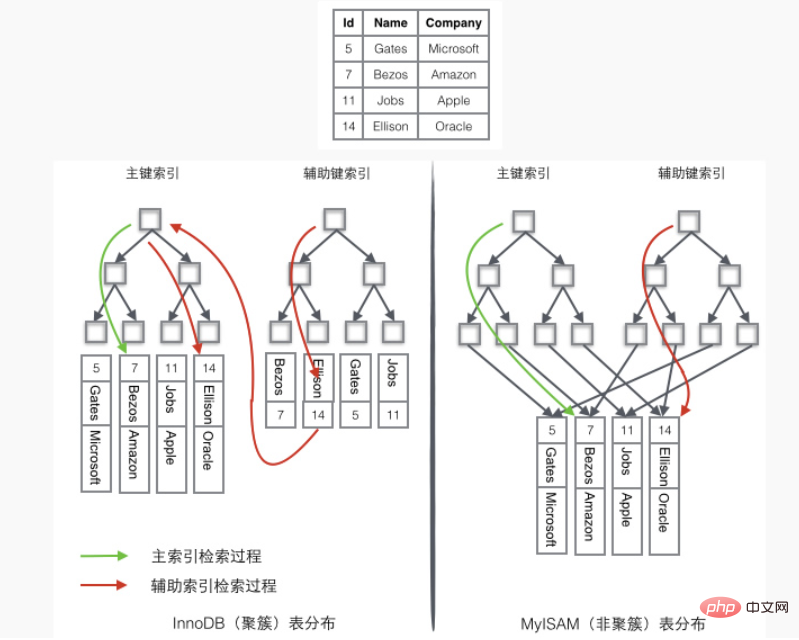 Id Name Company
5 Gates Microsoft
7 Bezos Amazon
11 Jobs Apple
14 Ellison Oracle
主键索引 辅助键索引
5 7 11 14
Gates Bezos Jobs Ellison
Microsoft Amazon Apple Oracle
Bezos Ellison Gates Jobs
7 14 5 11
主索引检索过程
辅助索引检索过程
InnoDB（聚簇）表分布
主键索引 辅助键索引
5 7 11 14
Gates Bezos Jobs Ellison
Microsoft Amazon Apple Oracle
MyISAM（非聚簇）表分布
php 中文网